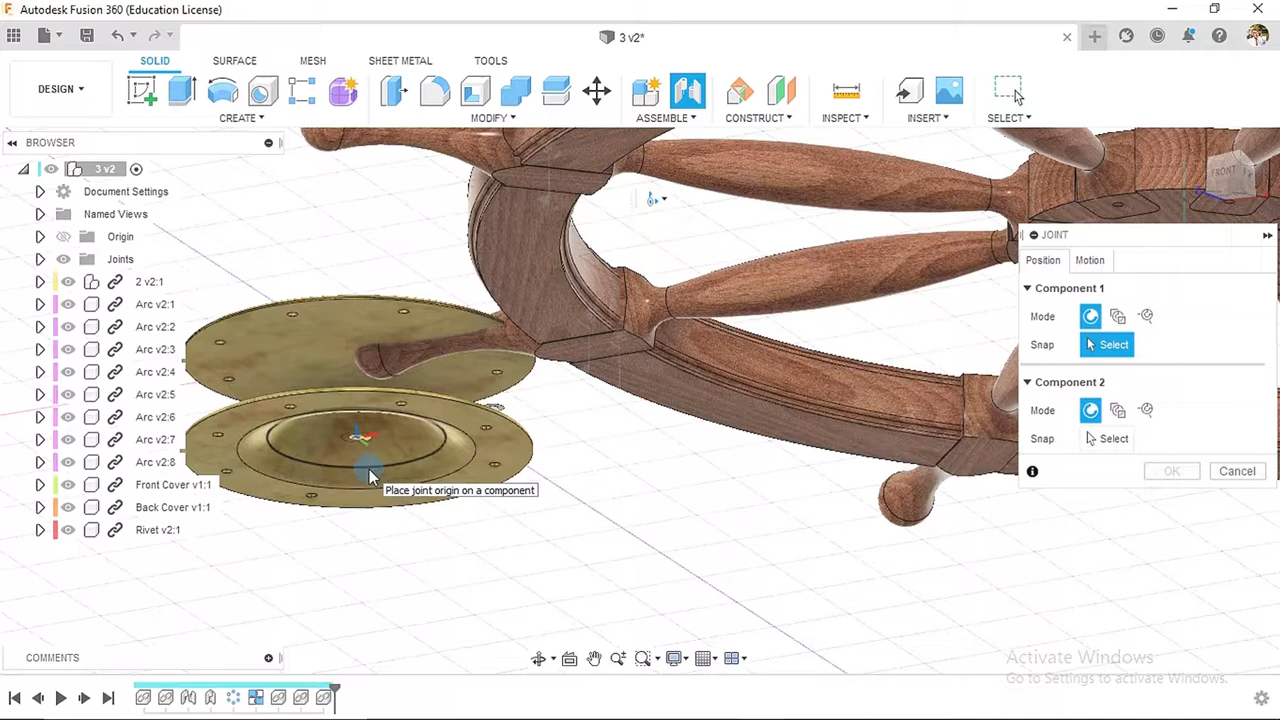 Autodesk Fusion 360 (Education License)
3 v2*
DESIGN
SOLID SURFACE MESH SHEET METAL TOOLS
CREATE MODIFY ASSEMBLE CONSTRUCT INSPECT INSERT SELECT
BROWSER
3 v2
Document Settings
Named Views
Origin
Joints
2 v2:1
Arc v2:1
Arc v2:2
Arc v2:3
Arc v2:4
Arc v2:5
Arc v2:6
Arc v2:7
Arc v2:8
Front Cover v1:1
Back Cover v1:1
Rivet v2:1
FRONT
JOINT
Position Motion
Component 1
Mode
Snap Select
Component 2
Mode
Snap Select
OK Cancel
Place joint origin on a component
COMMENTS
Activate Windows
Go to Settings to activate Windows.